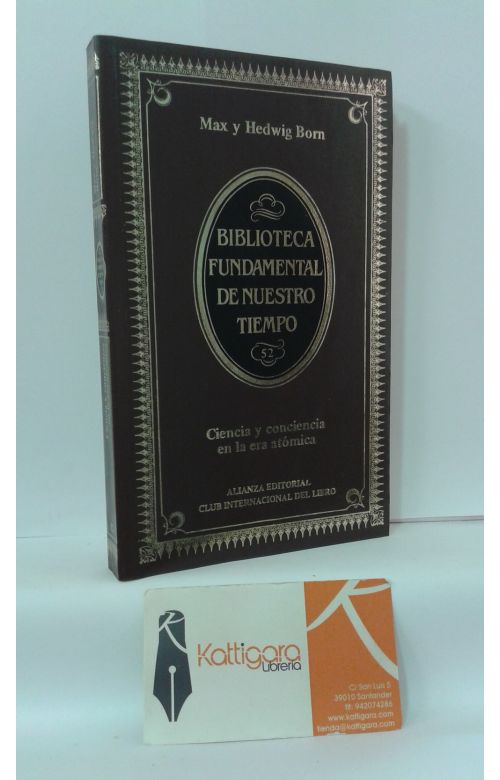 Max y Hedwig Born
BIBLIOTECA
FUNDAMENTAL
DE NUESTRO
TIEMPO
52
Ciencia y conciencia
en la era atómica
ALIANZA EDITORIAL
CLUB INTERNACIONAL DEL LIBRO
K
Kattigara
Librería
C/ San Luis 5
39010 Santander
tlf: 942074286
www.kattigara.com
tienda@kattigara.com